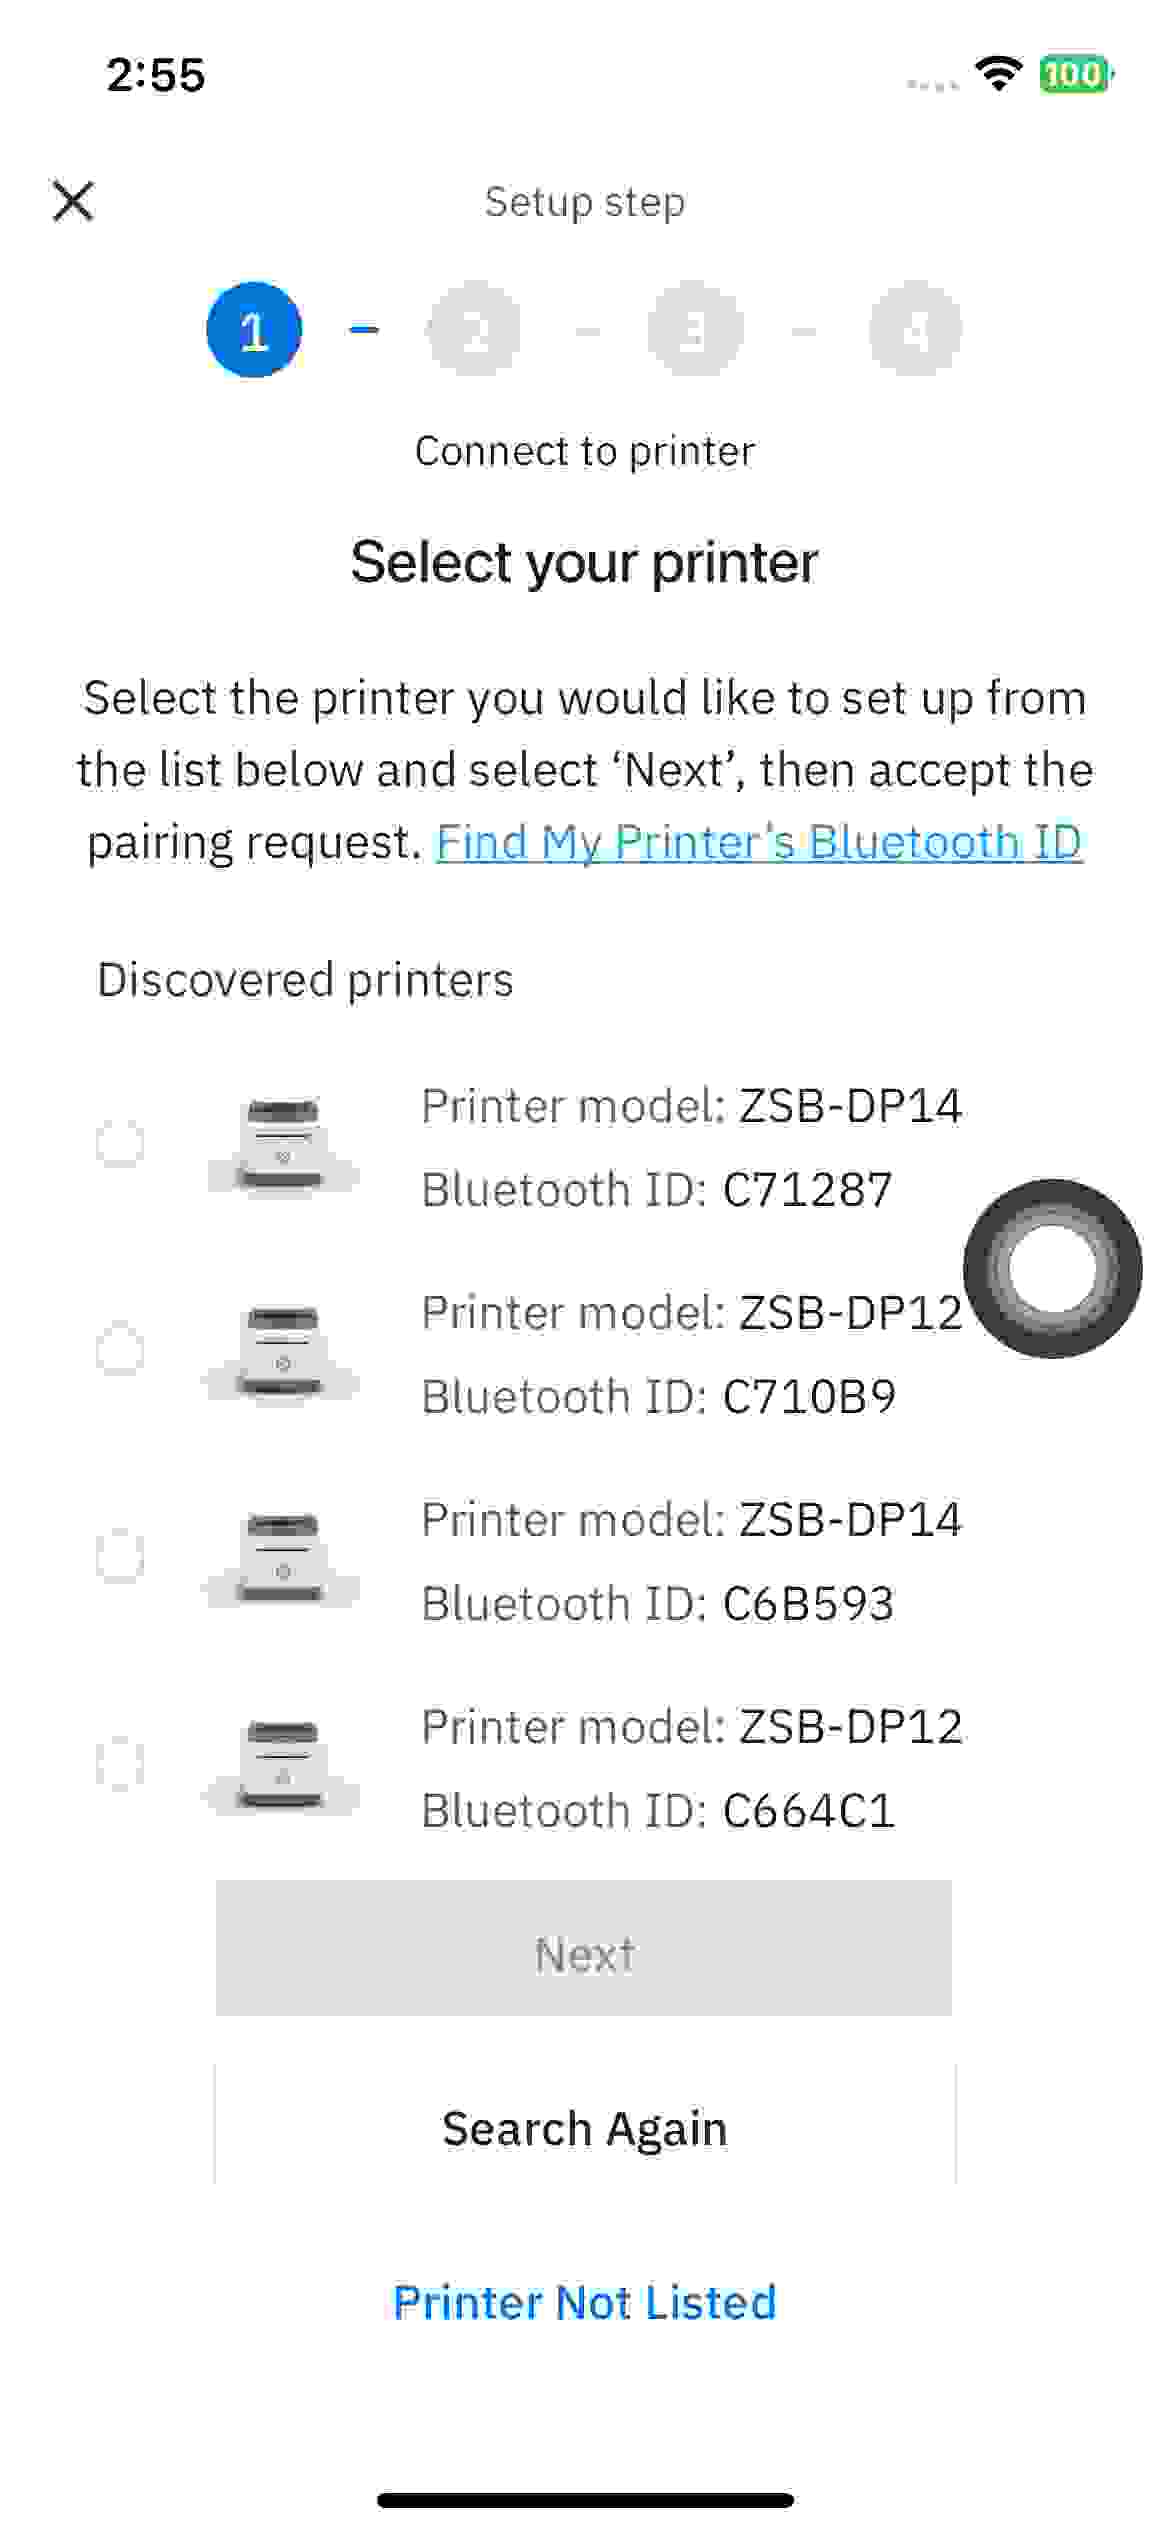 2:55
100
Setup step
1
2
3
4
Connect to printer
Select your printer
Select the printer you would like to set up from
the list below and select ‘Next’, then accept the
pairing request. Find My Printer's Bluetooth ID
Discovered printers
Printer model: ZSB-DP14
Bluetooth ID: C71287
Printer model: ZSB-DP12
Bluetooth ID: C710B9
Printer model: ZSB-DP14
Bluetooth ID: C6B593
Printer model: ZSB-DP12
Bluetooth ID: C664C1
Next
Search Again
Printer Not Listed